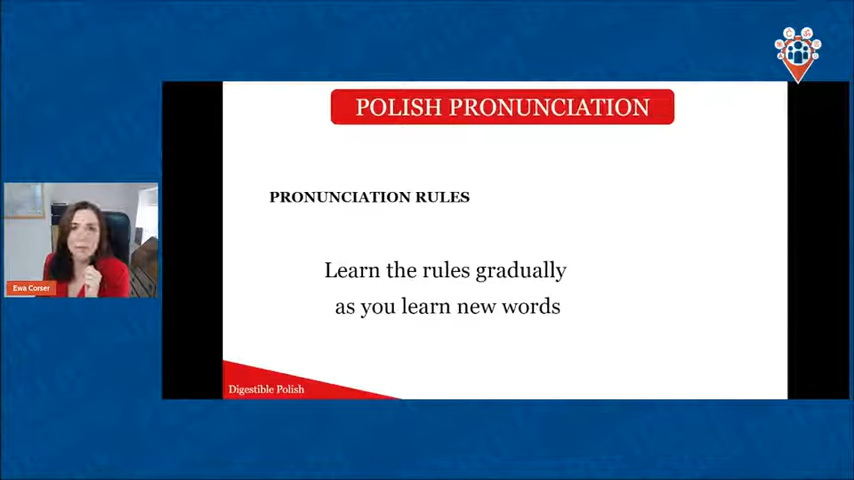 POLISH PRONUNCIATION
PRONUNCIATION RULES
Learn the rules gradually
as you learn new words
Ewa Corser
Digestible Polish